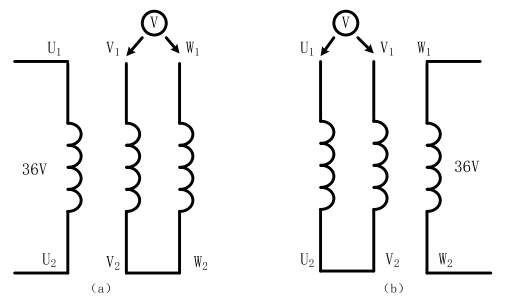 V V
U₁ V₁ W₁ U₁ V₁ W₁
36V 36V
U₂ V₂ W₂ U₂ V₂ W₂
(a) (b)